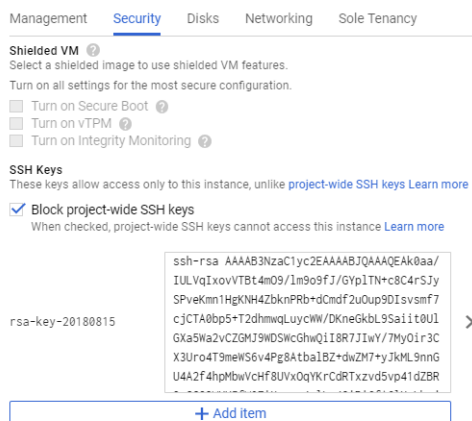 Management Security Disks Networking Sole Tenancy
Shielded VM
Select a shielded image to use shielded VM features.
Turn on all settings for the most secure configuration.
Turn on Secure Boot
Turn on vTPM
Turn on Integrity Monitoring
SSH Keys
These keys allow access only to this instance, unlike project-wide SSH keys Learn more
Block project-wide SSH keys
When checked, project-wide SSH keys cannot access this instance Learn more
ssh-rsa AAAAB3NzaC1yc2EAAAABJQAAAQEAk0aa/
IULVqIxovVTBt4mO9/lm9o9fJ/GYplTN+c8C4rSJy
SPveKmn1HgKNH4ZbknPRb+dCmdf2uOup9DIsvsmf7
rsa-key-20180815
cjCTA0bp5+T2dhmwqLuycWW/DKneGkbL9Saiit0Ul
GXa5Wa2vCZGMJ9WDSWcGhwQiI8R7JIwY/7MyOir3C
X3Uro4T9meWS6v4Pg8AtbalBZ+dwZM7+yJkML9nnG
U4A2f4hpMbwVcHf8UVxOqYKrCdRTxzvd5vp41dZBR
+ Add item